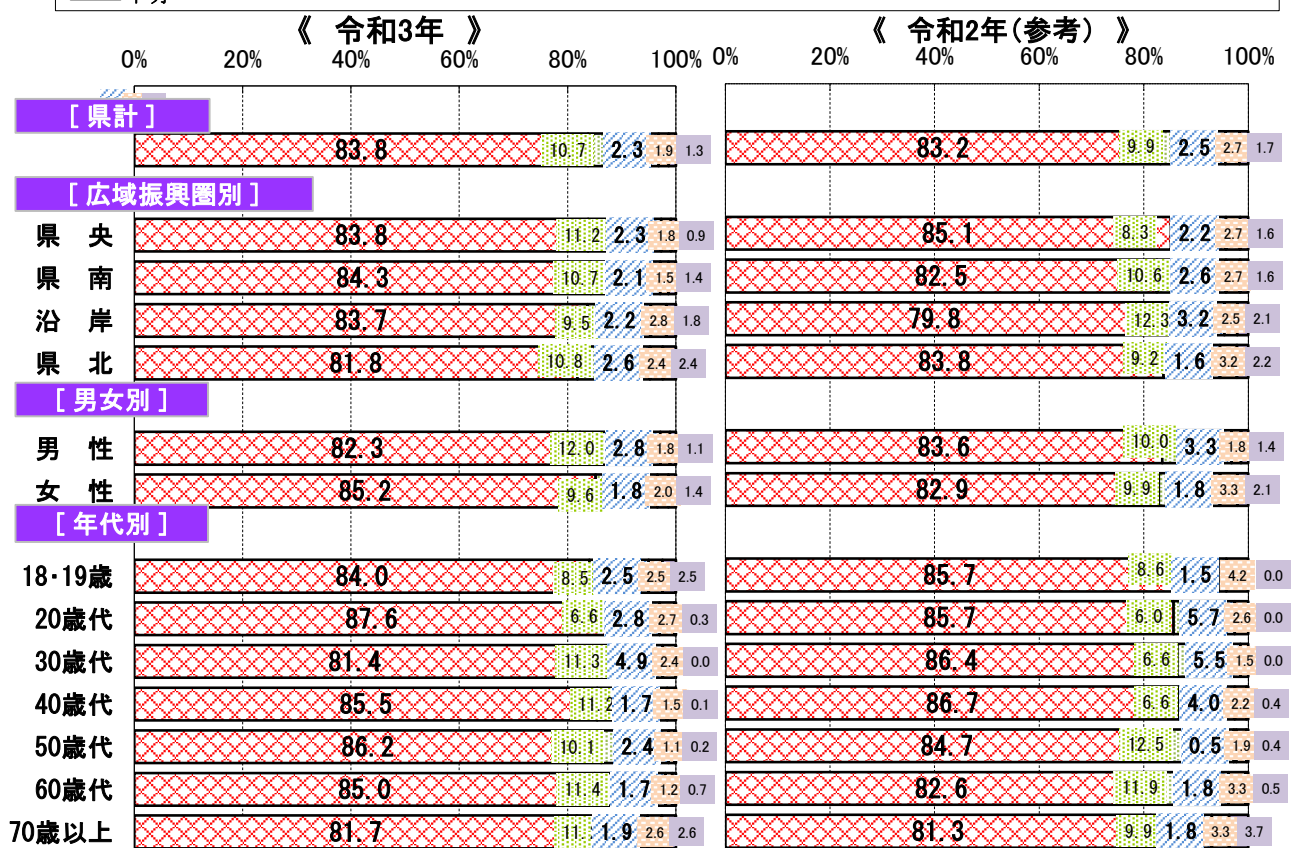 《 令和3年 》 《 令和2年(参考) 》
0% 20% 40% 60% 80% 100% 0% 20% 40% 60% 80% 100%
[ 県計 ]
83.8 10.7 2.3 1.9 1.3 83.2 9.9 2.5 2.7 1.7
[ 広域振興圏別 ]
県 央 83.8 11.2 2.3 1.8 0.9 85.1 8.3 2.2 2.7 1.6
県 南 84.3 10.7 2.1 1.5 1.4 82.5 10.6 2.6 2.7 1.6
沿 岸 83.7 9.5 2.2 2.8 1.8 79.8 12.3 3.2 2.5 2.1
県 北 81.8 10.8 2.6 2.4 2.4 83.8 9.2 1.6 3.2 2.2
[ 男女別 ]
男 性 82.3 12.0 2.8 1.8 1.1 83.6 10.0 3.3 1.8 1.4
女 性 85.2 9.6 1.8 2.0 1.4 82.9 9.9 1.8 3.3 2.1
[ 年代別 ]
18・19歳 84.0 8.5 2.5 2.5 2.5 85.7 8.6 1.5 4.2 0.0
20歳代 87.6 6.6 2.8 2.7 0.3 85.7 6.0 5.7 2.6 0.0
30歳代 81.4 11.3 4.9 2.4 0.0 86.4 6.6 5.5 1.5 0.0
40歳代 85.5 11.2 1.7 1.5 0.1 86.7 6.6 4.0 2.2 0.4
50歳代 86.2 10.1 2.4 1.1 0.2 84.7 12.5 0.5 1.9 0.4
60歳代 85.0 11.4 1.7 1.2 0.7 82.6 11.9 1.8 3.3 0.5
70歳以上 81.7 11. 1.9 2.6 2.6 81.3 9.9 1.8 3.3 3.7